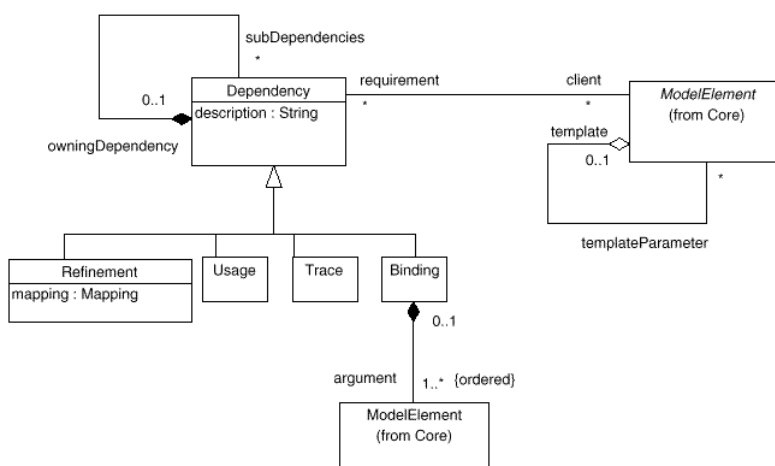 subDependencies
*
Dependency
description : String
0..1
owningDependency
requirement
*
client
*
ModelElement
(from Core)
template
0..1
*
templateParameter
Refinement
mapping : Mapping
Usage
Trace
Binding
0..1
argument
1..* {ordered}
ModelElement
(from Core)